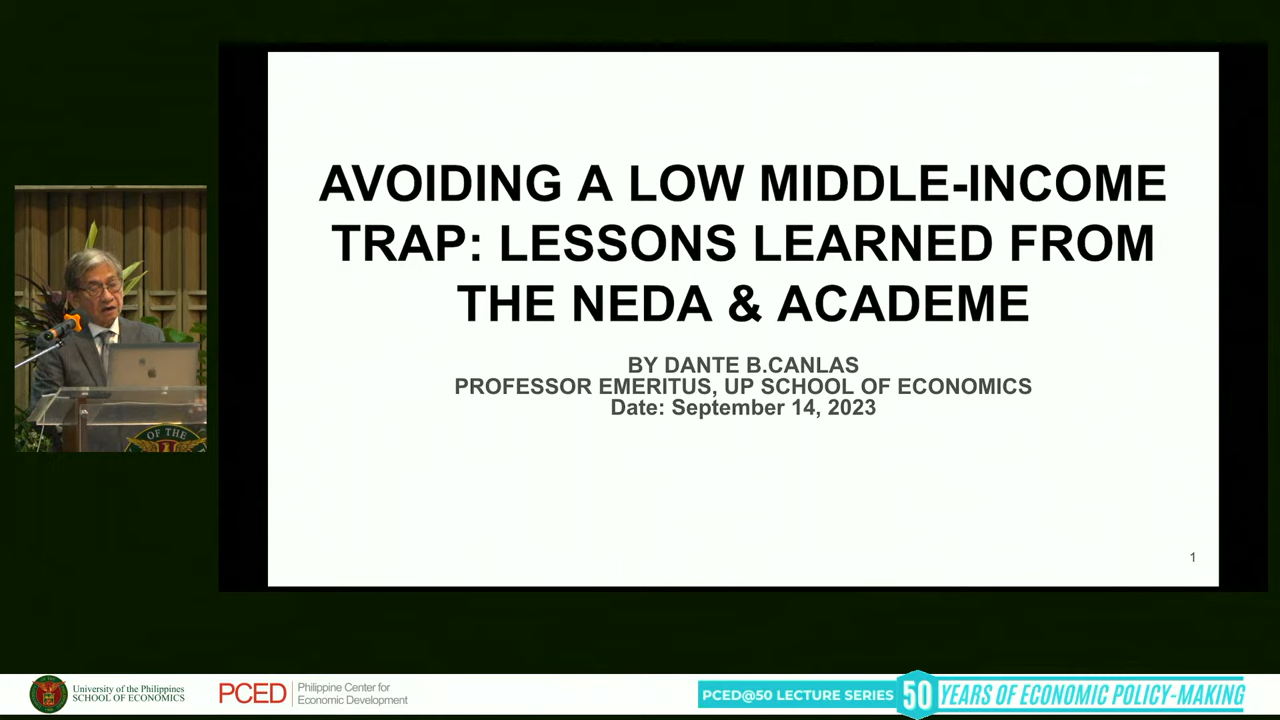 AVOIDING A LOW MIDDLE-INCOME
TRAP: LESSONS LEARNED FROM
THE NEDA & ACADEME
BY DANTE B.CANLAS
PROFESSOR EMERITUS, UP SCHOOL OF ECONOMICS
Date: September 14, 2023
1
OF THE
University of the Philippines
SCHOOL OF ECONOMICS
PCED
Philippine Center for
Economic Development
PCED@50 LECTURE SERIES
50
YEARS OF ECONOMIC POLICY-MAKING